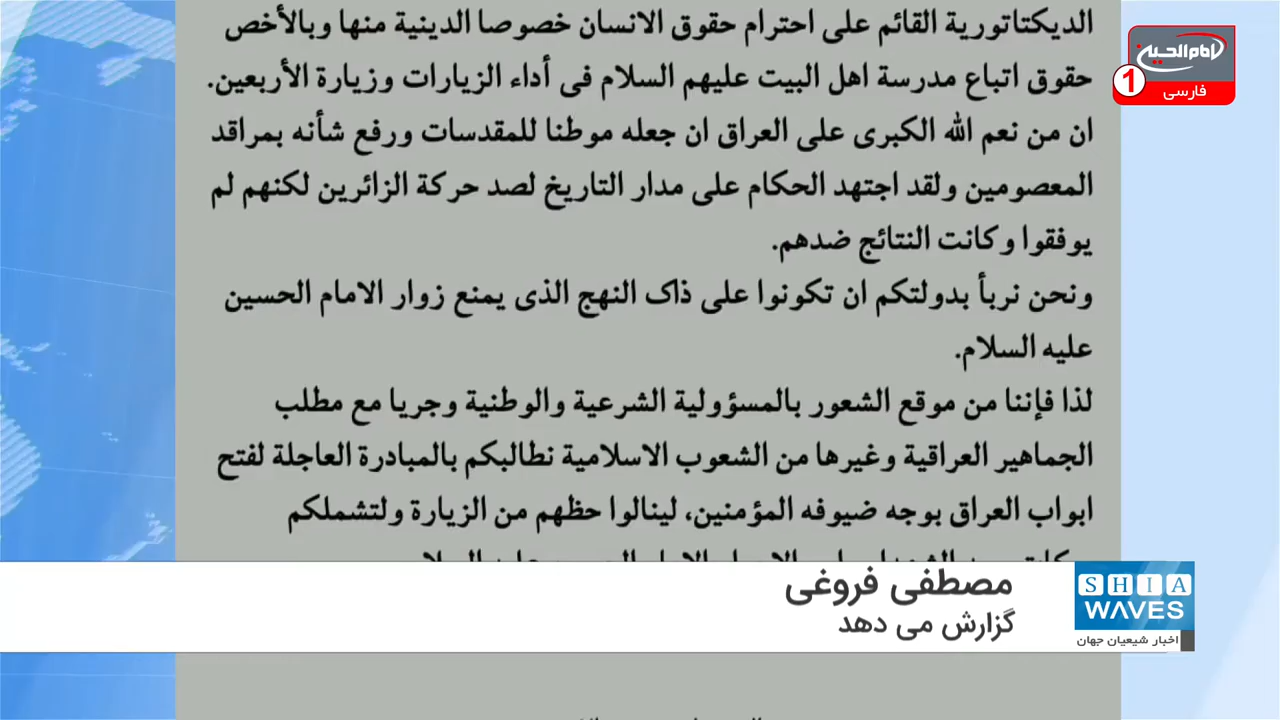 الديكتاتورية القائم على احترام حقوق الانسان خصوصا الدينية منها وبالأخص
حقوق اتباع مدرسة اهل البيت عليهم السلام فى أداء الزيارات وزيارة الأربعين.
ان من نعم الله الكبرى على العراق ان جعله موطنا للمقدسات ورفع شأنه بمراقد
المعصومين ولقد اجتهد الحكام على مدار التاريخ لصد حركة الزائرين لكنهم لم
يوفقوا وكانت النتائج ضدهم.
ونحن نربأ بدولتكم ان تكونوا على ذاك النهج الذى يمنع زوار الامام الحسين
عليه السلام.
لذا فإننا من موقع الشعور بالمسؤولية الشرعية والوطنية وجريا مع مطلب
الجماهير العراقية وغيرها من الشعوب الاسلامية نطالبكم بالمبادرة العاجلة لفتح
ابواب العراق بوجه ضيوفه المؤمنين، لينالوا حظهم من الزيارة ولتشملكم
امام الحسین
1
فارسی
مصطفی فروغی
گزارش می دهد
SHIA
WAVES
اخبار شیعیان جهان